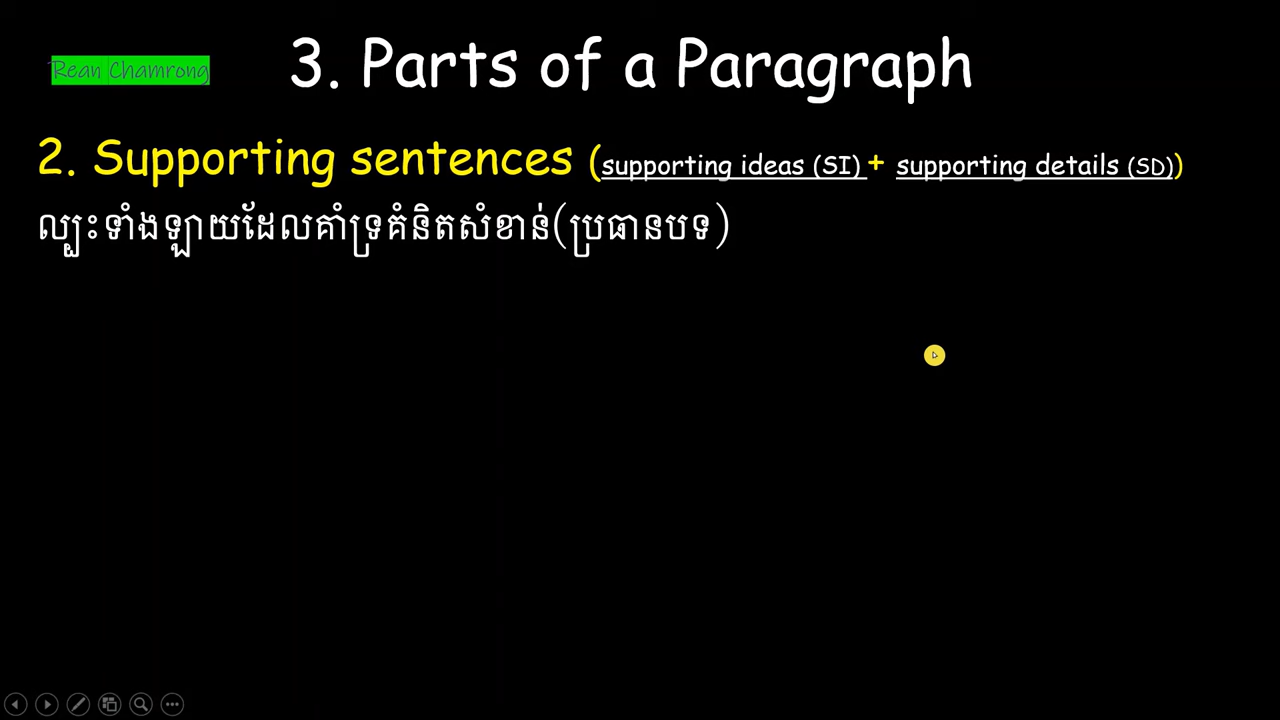 Rean Chamrong
3. Parts of a Paragraph
2. Supporting sentences (supporting ideas (SI) + supporting details (SD))
ល្បះទាំងឡាយដែលគាំទ្រគំនិតសំខាន់(ប្រធានបទ)